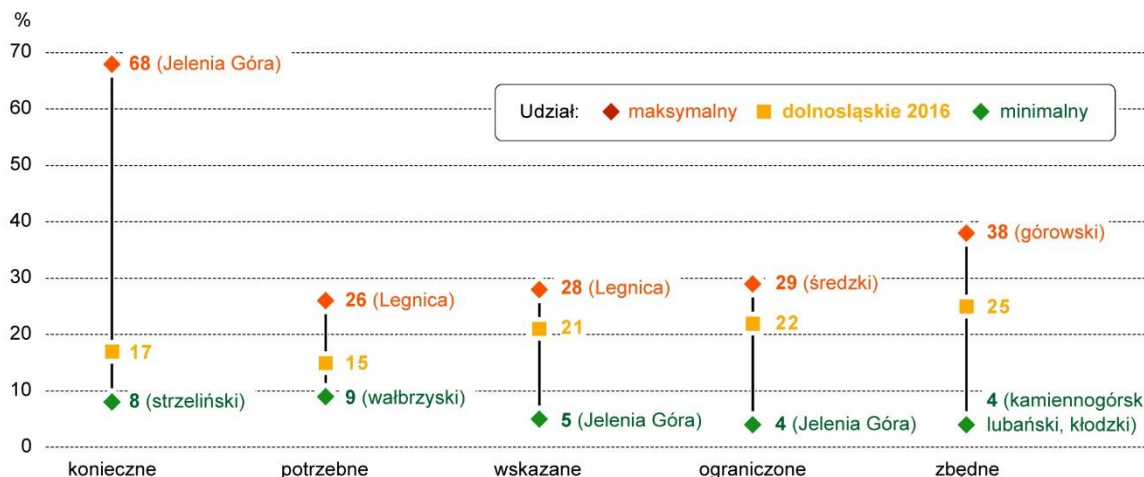 %
70
68 (Jelenia Góra)
60
Udział: maksymalny dolnosląskie 2016 minimalny
50
40
38 (górowski)
30
26 (Legnica)
28 (Legnica)
29 (średzki)
25
22
21
20
17
15
10
8 (strzeliński)
9 (wałbrzyski)
5 (Jelenia Góra)
4 (Jelenia Góra)
4 (kamiennogórsk
lubański, kłodzki)
0
konieczne potrzebne wskazane ograniczone zbędne